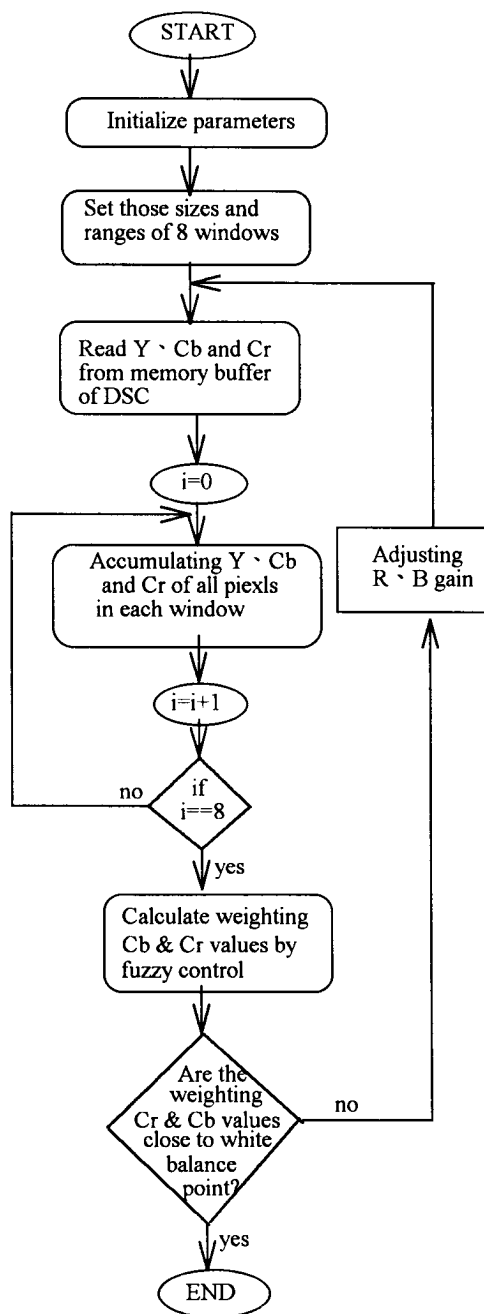 START
Initialize parameters
Set those sizes and
ranges of 8 windows
Read Y、Cb and Cr
from memory buffer
of DSC
i=0
Accumulating Y、Cb
and Cr of all piexls
in each window
Adjusting
R、B gain
i=i+1
if
i==8
no
yes
Calculate weighting
Cb & Cr values by
fuzzy control
Are the
weighting
Cr & Cb values
close to white
balance
point?
no
yes
END